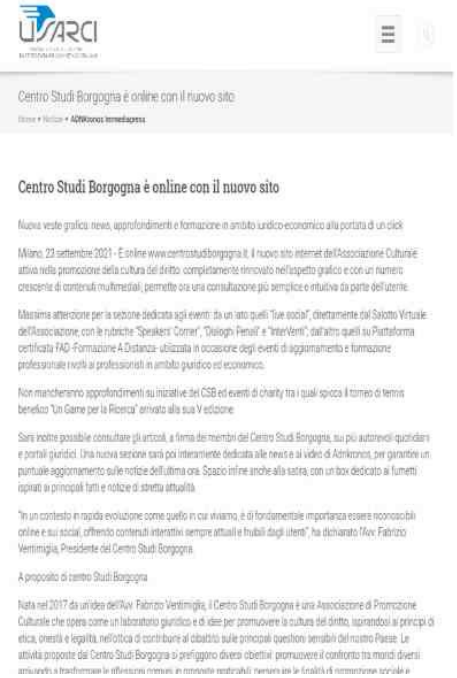 USARCI
Centro Studi Borgogna è online con il nuovo sito
Home • Notizie • ADNKronos Immediapress
Centro Studi Borgogna è online con il nuovo sito
Nuova veste grafica: news, approfondimenti e formazione in ambito iuridico-economico alla portata di un click
Milano, 23 settembre 2021 - È online www.centrostudiborgogna.it, il nuovo sito internet dell'Associazione Culturale
attiva nella promozione della cultura del diritto: completamente rinnovato nell'aspetto grafico e con un numero
crescente di contenuti multimediali, permette ora una consultazione più semplice e intuitiva da parte dell'utente.
Massima attenzione per la sezione dedicata agli eventi: da un lato quelli "live social", direttamente dal Salotto Virtuale
dell'Associazione, con le rubriche "Speakers' Corner", "Dialoghi Penali" e "InterVenti"; dall'altro quelli su Piattaforma
certificata FAD -Formazione A Distanza- utilizzata in occasione degli eventi di aggiornamento e formazione
professionale rivolti ai professionisti in ambito giuridico ed economico.
Non mancheranno approfondimenti su iniziative del CSB ed eventi di charity tra i quali spicca il torneo di tennis
benefico "Un Game per la Ricerca" arrivato alla sua V edizione.
Sarà inoltre possibile consultare gli articoli, a firma dei membri del Centro Studi Borgogna, sui più autorevoli quotidiani
e portali giuridici. Una nuova sezione sarà poi interamente dedicata alle news e ai video di Adnkronos, per garantire un
puntuale aggiornamento sulle notizie dell'ultima ora. Spazio infine anche alla satira, con un box dedicato ai fumetti
ispirati ai principali fatti e notizie di stretta attualità.
"In un contesto in rapida evoluzione come quello in cui viviamo, è di fondamentale importanza essere riconoscibili
online e sui social, offrendo contenuti interattivi sempre attuali e fruibili dagli utenti", ha dichiarato l'Avv. Fabrizio
Ventimiglia, Presidente del Centro Studi Borgogna.
A proposito di centro Studi Borgogna
Nata nel 2017 da un'idea dell'Avv. Fabrizio Ventimiglia, il Centro Studi Borgogna è una Associazione di Promozione
Culturale che opera come un laboratorio giuridico e di idee per promuovere la cultura del diritto, ispirandosi ai principi di
etica, onestà e legalità, nell'ottica di contribuire al dibattito sulle principali questioni sensibili del nostro Paese. Le
attività proposte dal Centro Studi Borgogna si prefiggono diversi obiettivi: promuovere il confronto tra mondi diversi
arrivando a trasformare le riflessioni comuni in proposte praticabili; perseguire le finalità di promozione sociale e